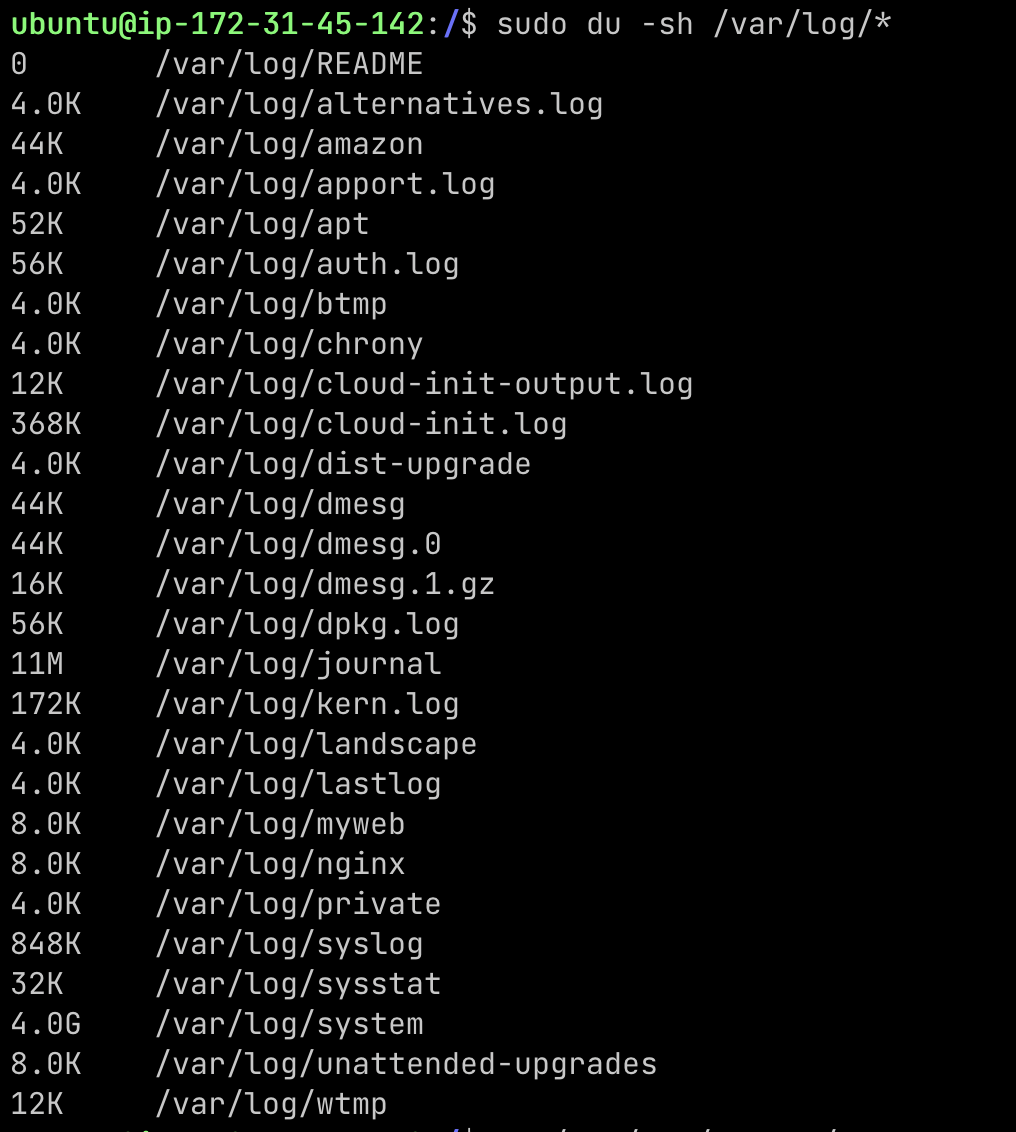 ubuntu@ip-172-31-45-142:/$ sudo du -sh /var/log/*
0 /var/log/README
4.0K /var/log/alternatives.log
44K /var/log/amazon
4.0K /var/log/apport.log
52K /var/log/apt
56K /var/log/auth.log
4.0K /var/log/btmp
4.0K /var/log/chrony
12K /var/log/cloud-init-output.log
368K /var/log/cloud-init.log
4.0K /var/log/dist-upgrade
44K /var/log/dmesg
44K /var/log/dmesg.0
16K /var/log/dmesg.1.gz
56K /var/log/dpkg.log
11M /var/log/journal
172K /var/log/kern.log
4.0K /var/log/landscape
4.0K /var/log/lastlog
8.0K /var/log/myweb
8.0K /var/log/nginx
4.0K /var/log/private
848K /var/log/syslog
32K /var/log/sysstat
4.0G /var/log/system
8.0K /var/log/unattended-upgrades
12K /var/log/wtmp